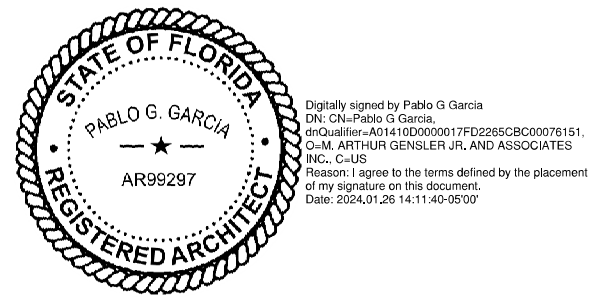 STATE OF FLORIDA
PABLO G. GARCIA
AR99297
REGISTERED ARCHITECT
Digitally signed by Pablo G Garcia
DN: CN=Pablo G Garcia,
dnQualifier=A01410D0000017FD2265CBC00076151,
O=M. ARTHUR GENSLER JR. AND ASSOCIATES
INC., C=US
Reason: I agree to the terms defined by the placement
of my signature on this document.
Date: 2024.01.26 14:11:40-05'00'